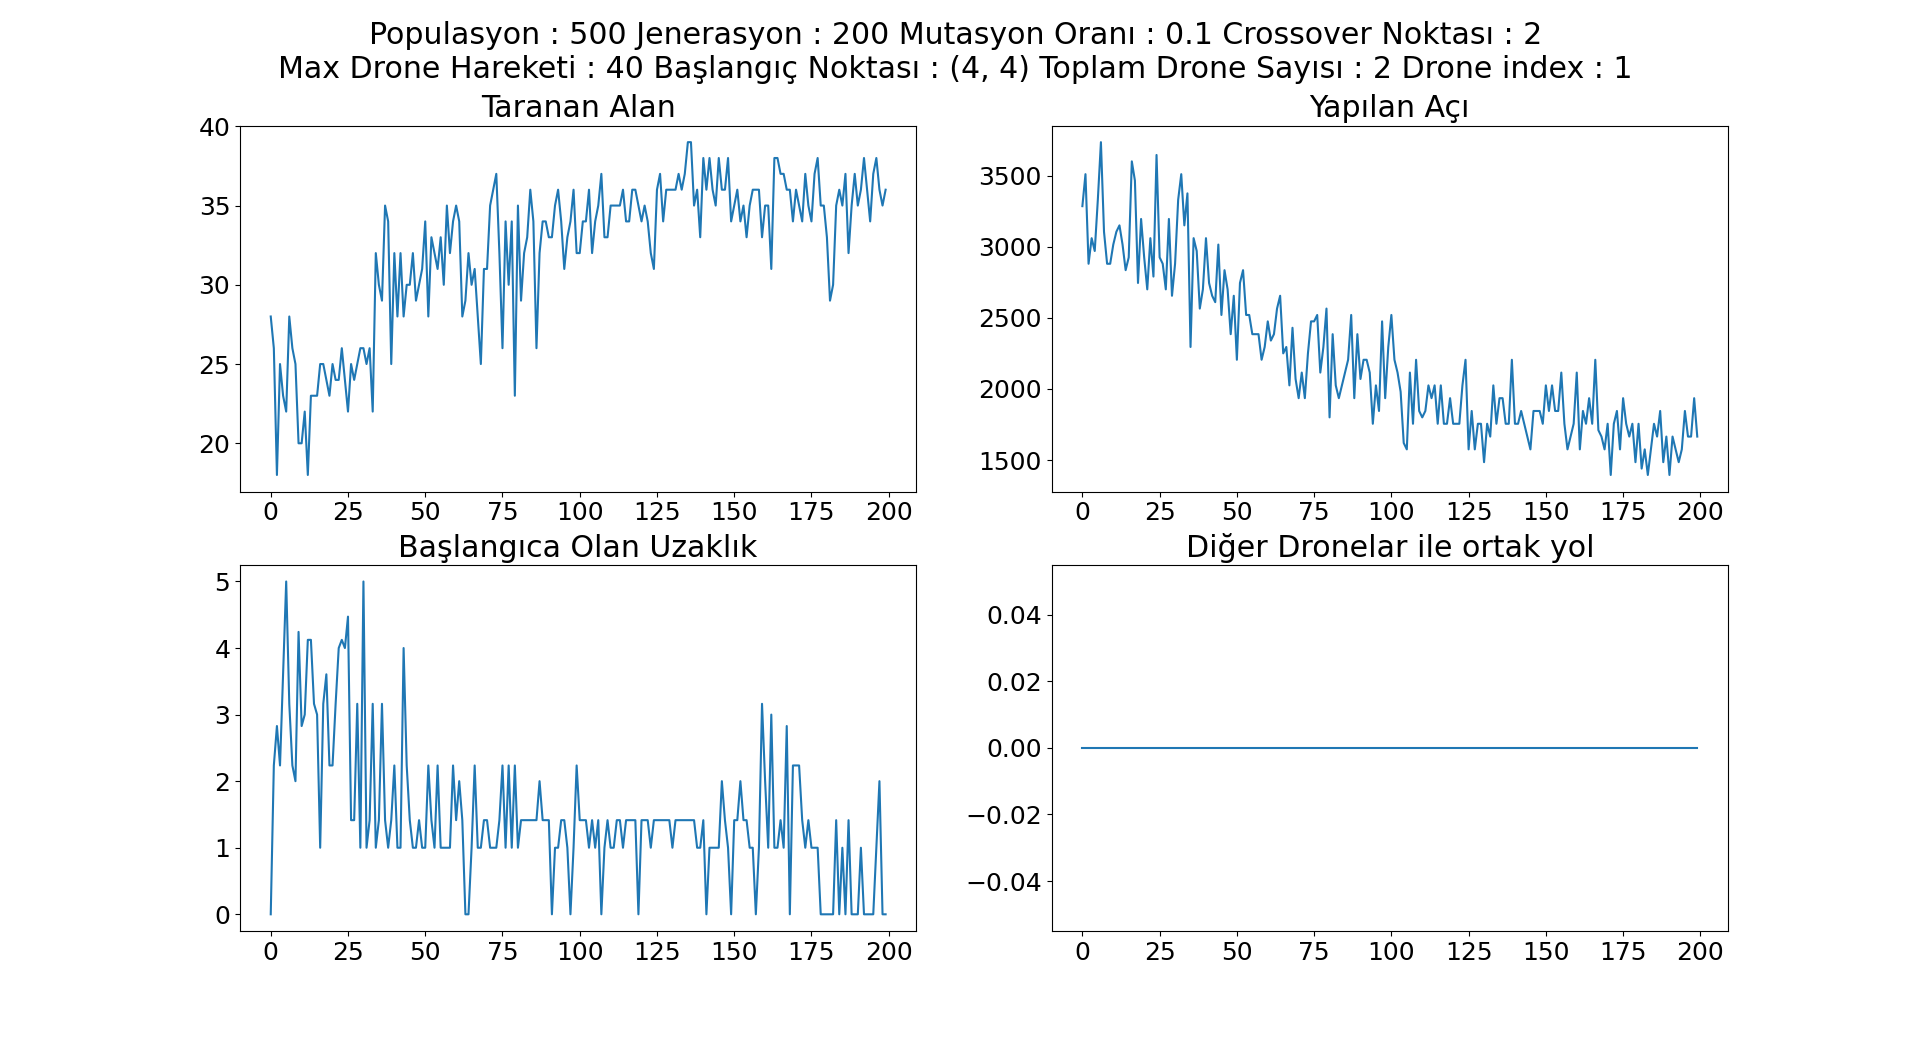 Populasyon : 500 Jenerasyon : 200 Mutasyon Oranı : 0.1 Crossover Noktası : 2
Max Drone Hareketi : 40 Başlangıç Noktası : (4, 4) Toplam Drone Sayısı : 2 Drone index : 1
Taranan Alan
40
35
30
25
20
0 25 50 75 100 125 150 175 200
Yapılan Açı
3500
3000
2500
2000
1500
0 25 50 75 100 125 150 175 200
Başlangıca Olan Uzaklık
5
4
3
2
1
0
0 25 50 75 100 125 150 175 200
Diğer Dronelar ile ortak yol
0.04
0.02
0.00
−0.02
−0.04
0 25 50 75 100 125 150 175 200